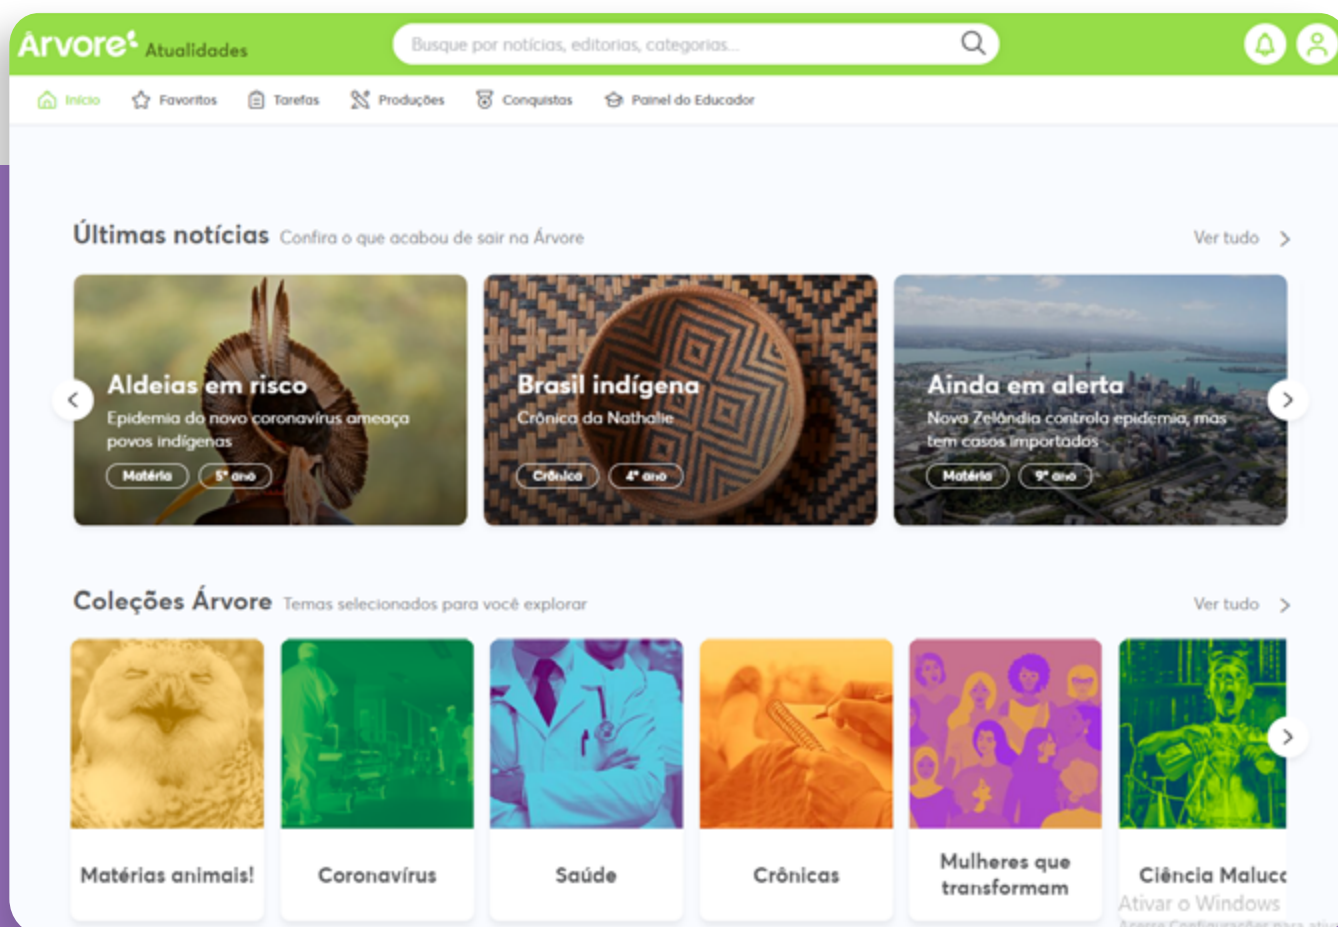 Árvore Atualidades
Busque por notícias, editorias, categorias...
Início Favoritos Tarefas Produções Conquistas Painel do Educador
Últimas notícias Confira o que acabou de sair na Árvore Ver tudo
Aldeias em risco
Epidemia do novo coronavírus ameaça
povos indígenas
Matéria 5º ano
Brasil indígena
Crônica da Nathalie
Crônica 4º ano
Ainda em alerta
Nova Zelândia controla epidemia, mas
tem casos importados
Matéria 9º ano
Coleções Árvore Temas selecionados para você explorar Ver tudo
Matérias animais!
Coronavírus
Saúde
Crônicas
Mulheres que
transformam
Ciência Maluca
Ativar o Windows